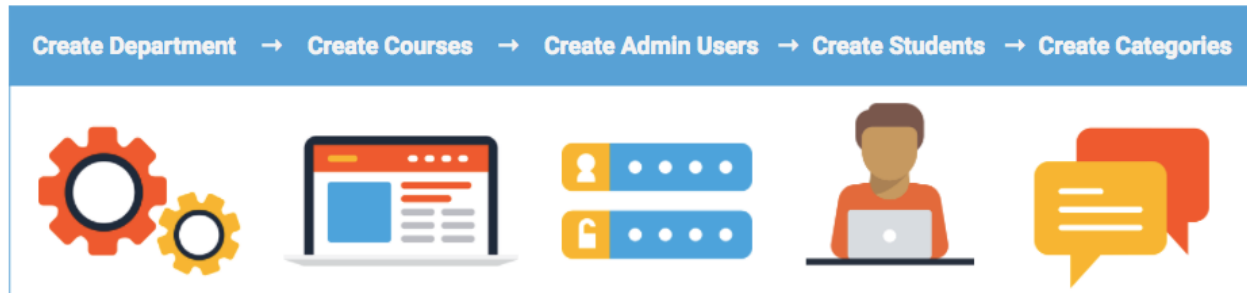 Create Department → Create Courses → Create Admin Users → Create Students → Create Categories